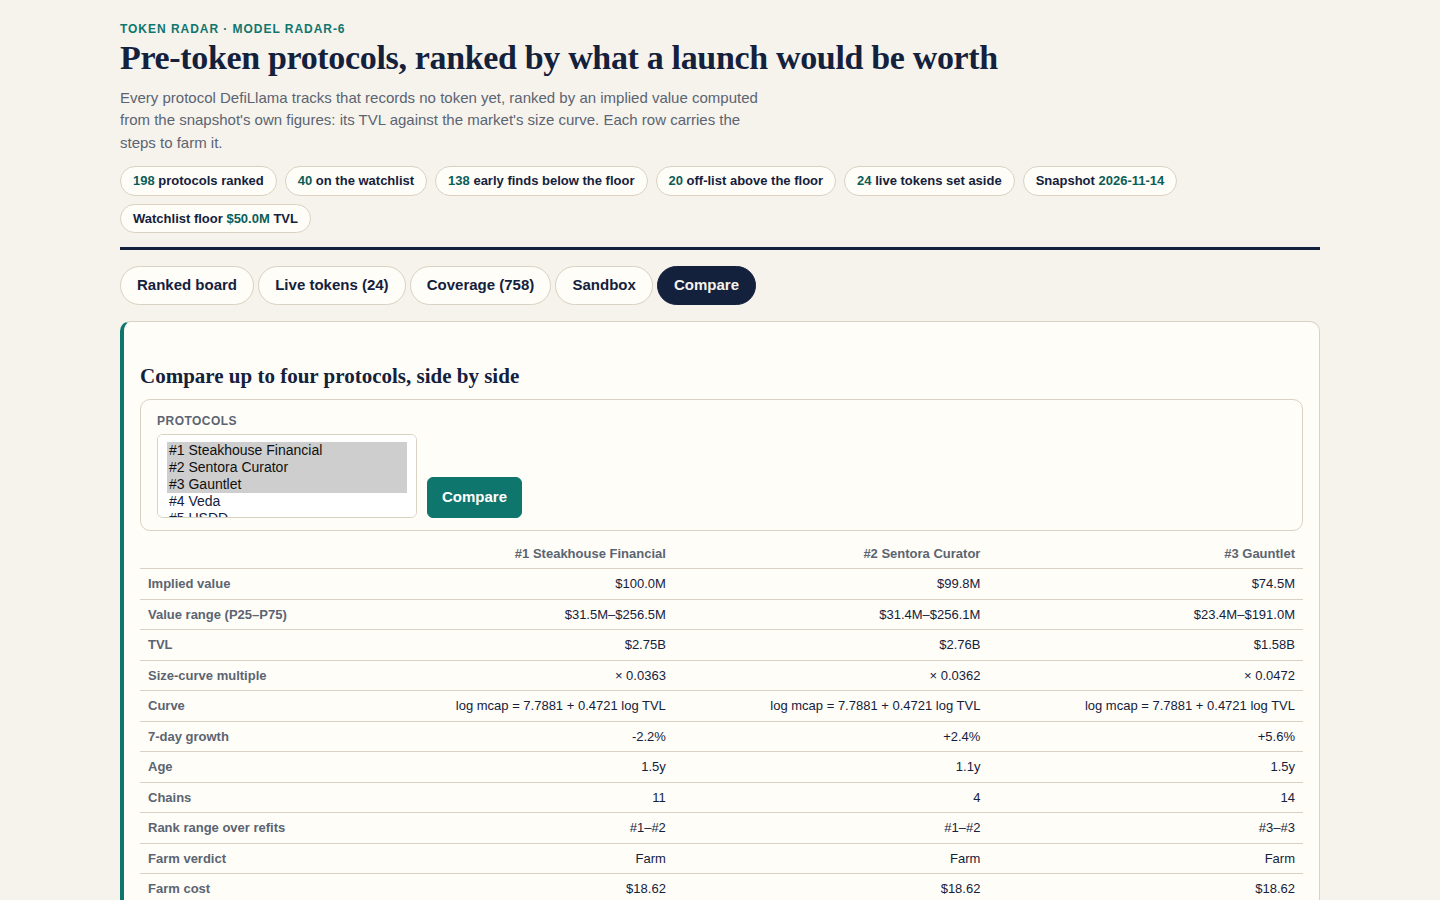 TOKEN RADAR · MODEL RADAR-6
Pre-token protocols, ranked by what a launch would be worth
Every protocol DefiLlama tracks that records no token yet, ranked by an implied value computed
from the snapshot's own figures: its TVL against the market's size curve. Each row carries the
steps to farm it.
198 protocols ranked 40 on the watchlist 138 early finds below the floor 20 off-list above the floor 24 live tokens set aside Snapshot 2026-11-14
Watchlist floor $50.0M TVL
Ranked board Live tokens (24) Coverage (758) Sandbox Compare
Compare up to four protocols, side by side
PROTOCOLS
#1 Steakhouse Financial
#2 Sentora Curator
#3 Gauntlet
#4 Veda
#5 USDD
Compare
#1 Steakhouse Financial #2 Sentora Curator #3 Gauntlet
Implied value $100.0M $99.8M $74.5M
Value range (P25–P75) $31.5M–$256.5M $31.4M–$256.1M $23.4M–$191.0M
TVL $2.75B $2.76B $1.58B
Size-curve multiple × 0.0363 × 0.0362 × 0.0472
Curve log mcap = 7.7881 + 0.4721 log TVL log mcap = 7.7881 + 0.4721 log TVL log mcap = 7.7881 + 0.4721 log TVL
7-day growth -2.2% +2.4% +5.6%
Age 1.5y 1.1y 1.5y
Chains 11 4 14
Rank range over refits #1–#2 #1–#2 #3–#3
Farm verdict Farm Farm Farm
Farm cost $18.62 $18.62 $18.62